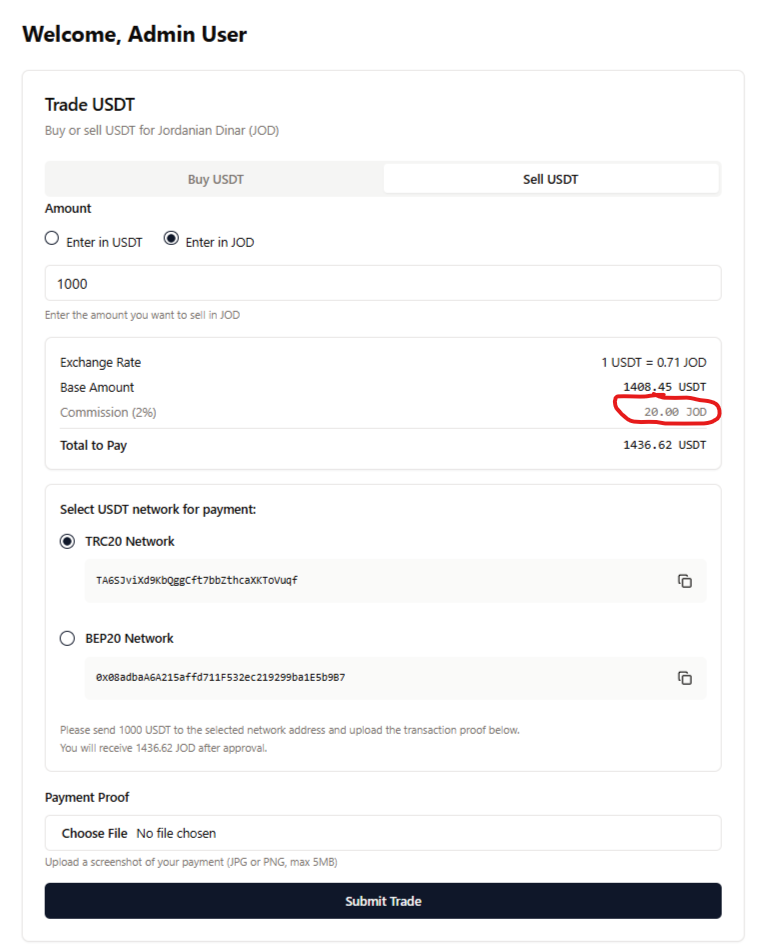 Welcome, Admin User
Trade USDT
Buy or sell USDT for Jordanian Dinar (JOD)
Buy USDT Sell USDT
Amount
Enter in USDT Enter in JOD
1000
Enter the amount you want to sell in JOD
Exchange Rate 1 USDT = 0.71 JOD
Base Amount 1408.45 USDT
Commission (2%) 20.00 JOD
Total to Pay 1436.62 USDT
Select USDT network for payment:
TRC20 Network
TA6SJviXd9KbQggCft7bbZthcaXKToVuqf
BEP20 Network
0x08adbaA6A215affd711F532ec219299ba1E5b9B7
Please send 1000 USDT to the selected network address and upload the transaction proof below.
You will receive 1436.62 JOD after approval.
Payment Proof
Choose File No file chosen
Upload a screenshot of your payment (JPG or PNG, max 5MB)
Submit Trade